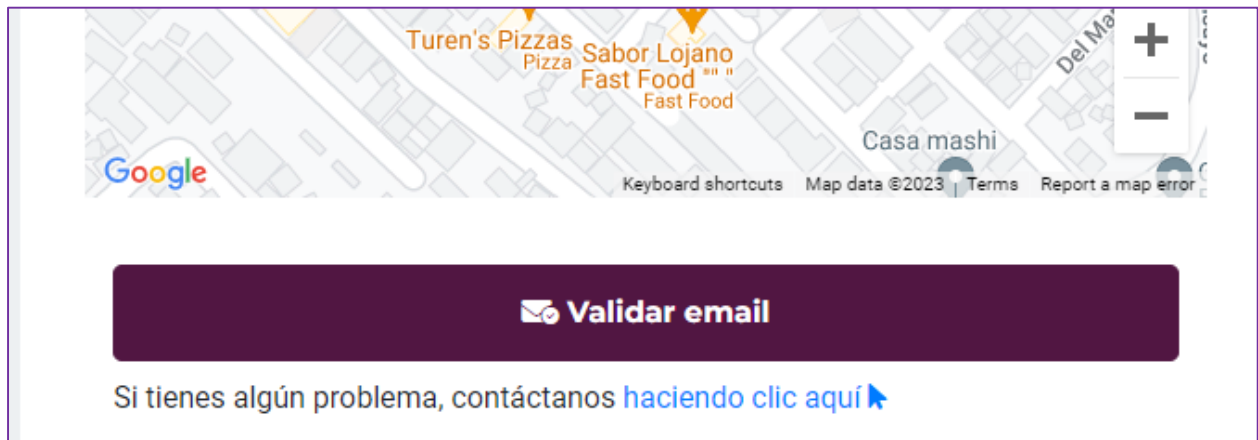 Turen's Pizzas
Pizza
Sabor Lojano
Fast Food "" "
Fast Food
Del Ma
Casa mashi
Google
Keyboard shortcuts Map data ©2023 Terms Report a map error
Validar email
Si tienes algún problema, contáctanos haciendo clic aquí